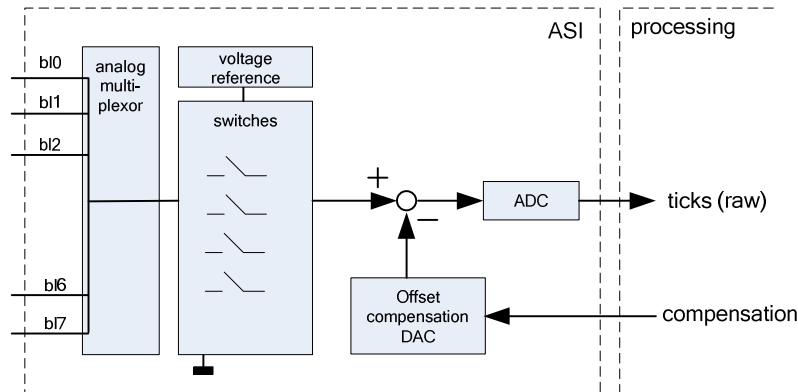 ASI
processing
bl0
bl1
bl2
bl6
bl7
analog
multi-
plexor
voltage
reference
switches
+
−
ADC
ticks (raw)
Offset
compensation
DAC
compensation